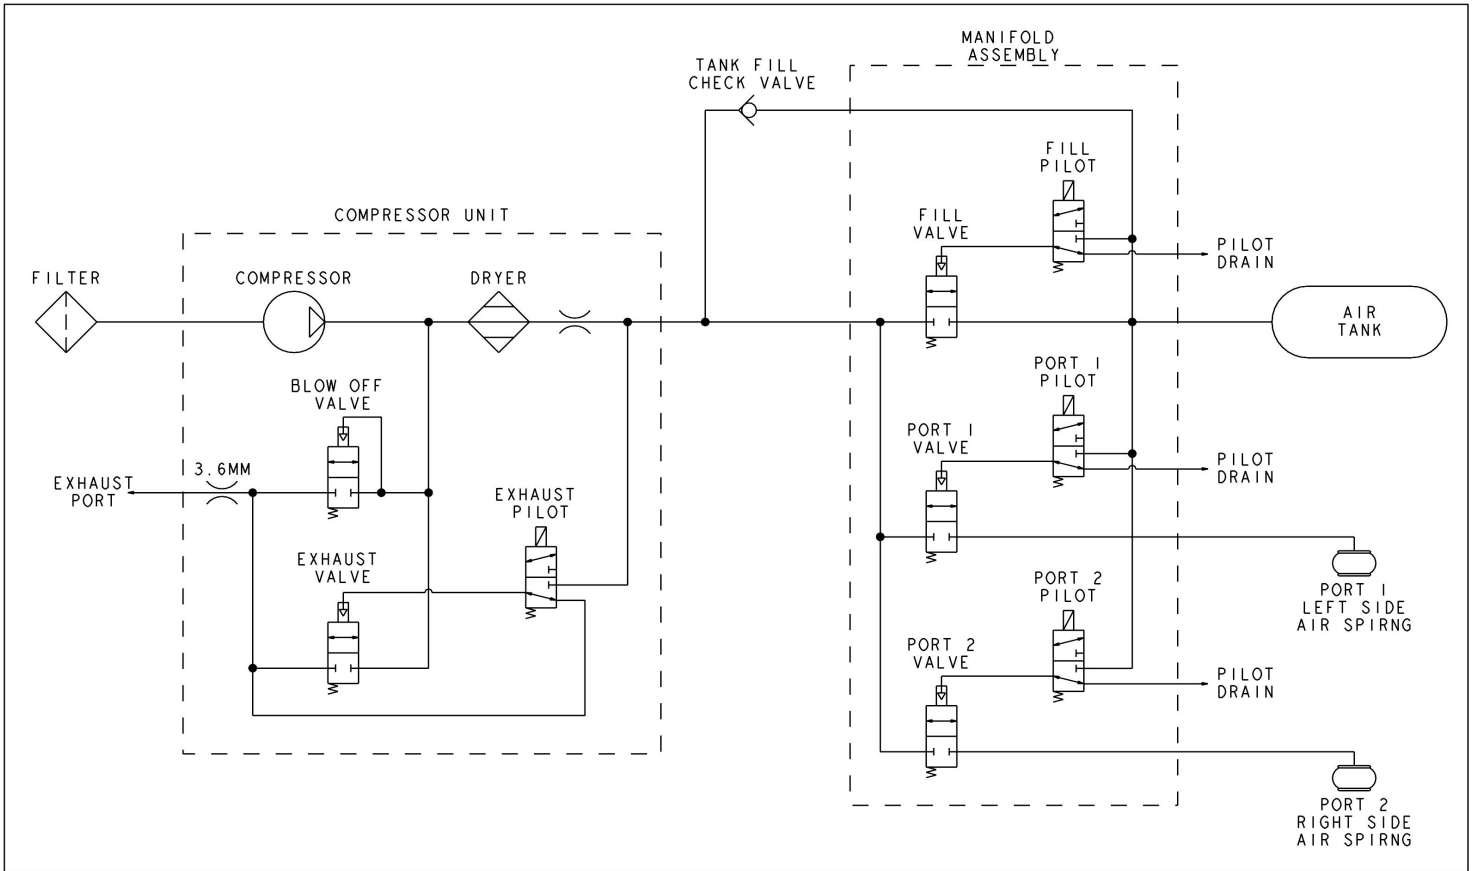 MANIFOLD
ASSEMBLY
TANK FILL
CHECK VALVE
FILL
PILOT
COMPRESSOR UNIT
FILL
VALVE
PILOT
DRAIN
FILTER
COMPRESSOR
DRYER
AIR
TANK
BLOW OFF
VALVE
PORT 1
PILOT
PORT 1
VALVE
3.6MM
EXHAUST
PORT
EXHAUST
PILOT
PILOT
DRAIN
EXHAUST
VALVE
PORT 2
PILOT
PORT 1
LEFT SIDE
AIR SPIRNG
PORT 2
VALVE
PILOT
DRAIN
PORT 2
RIGHT SIDE
AIR SPIRNG